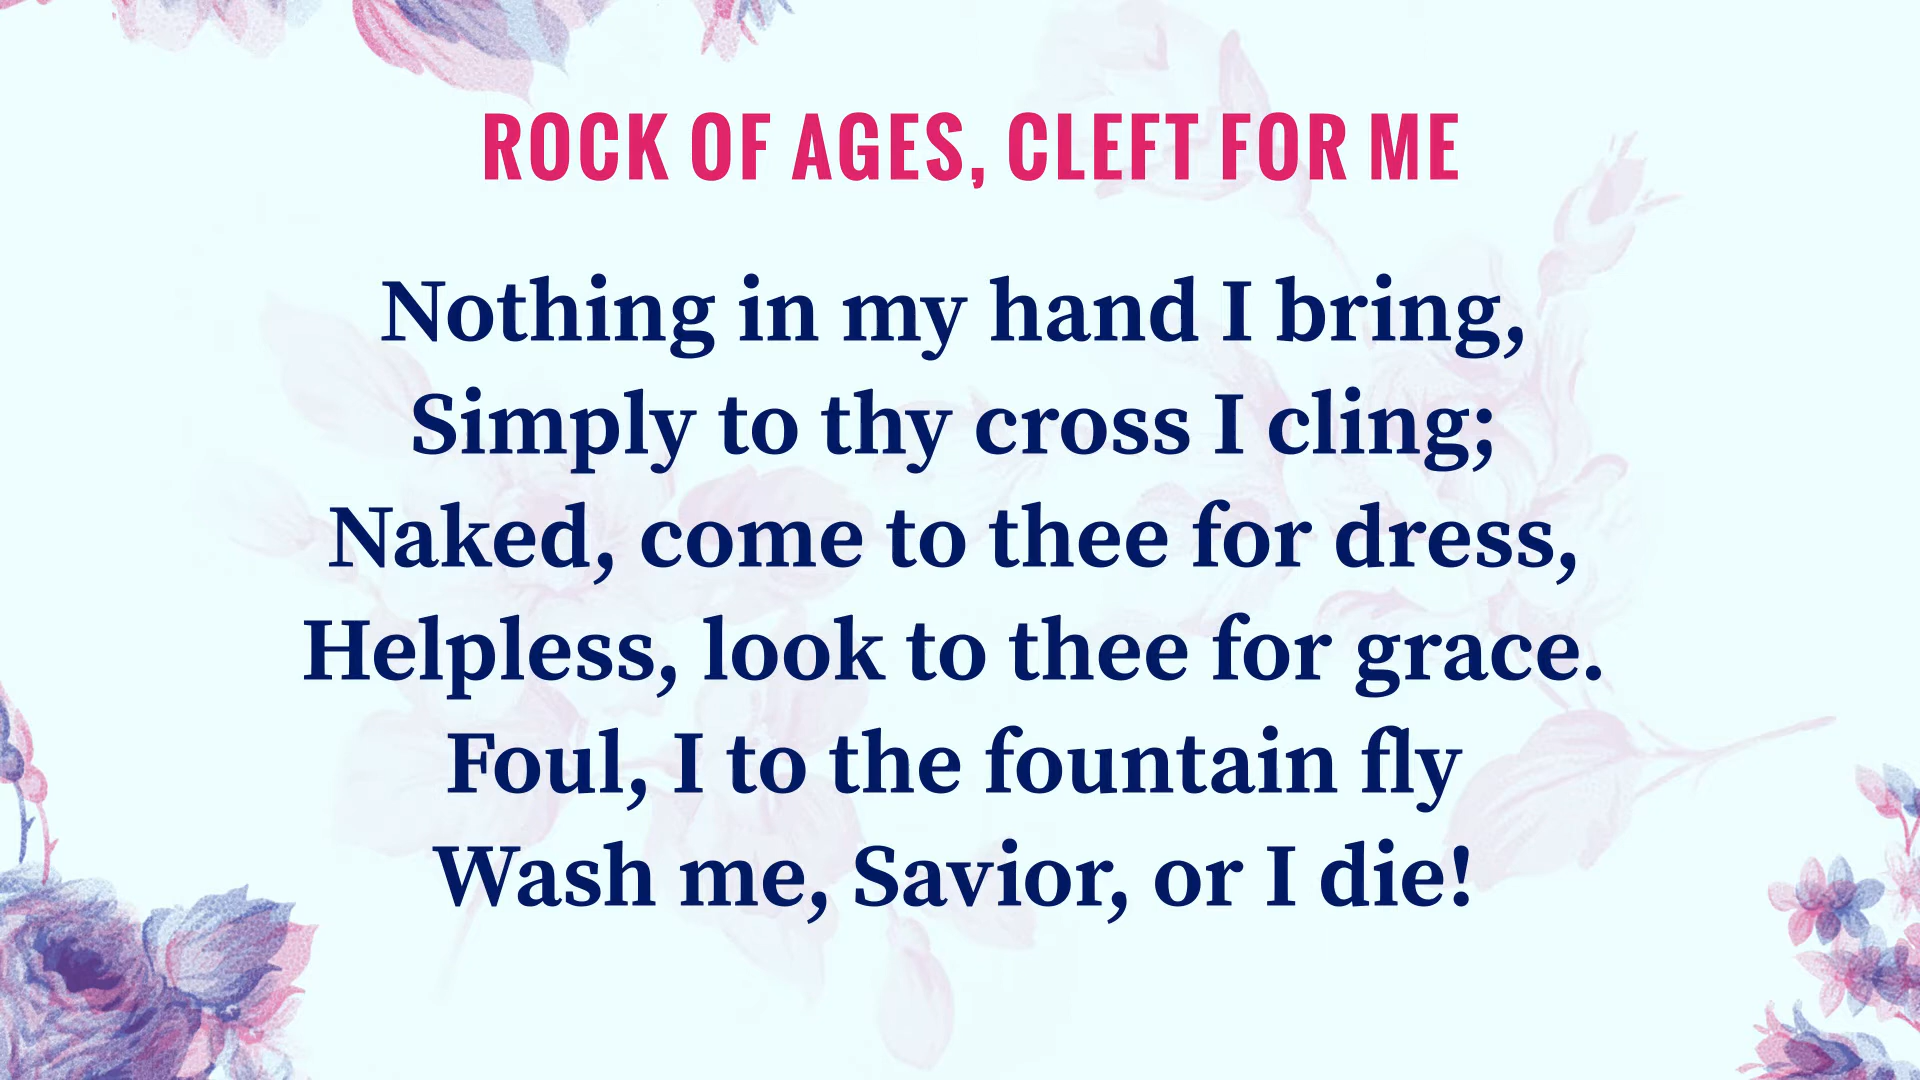 ROCK OF AGES, CLEFT FOR ME
Nothing in my hand I bring,
Simply to thy cross I cling;
Naked, come to thee for dress,
Helpless, look to thee for grace.
Foul, I to the fountain fly
Wash me, Savior, or I die!